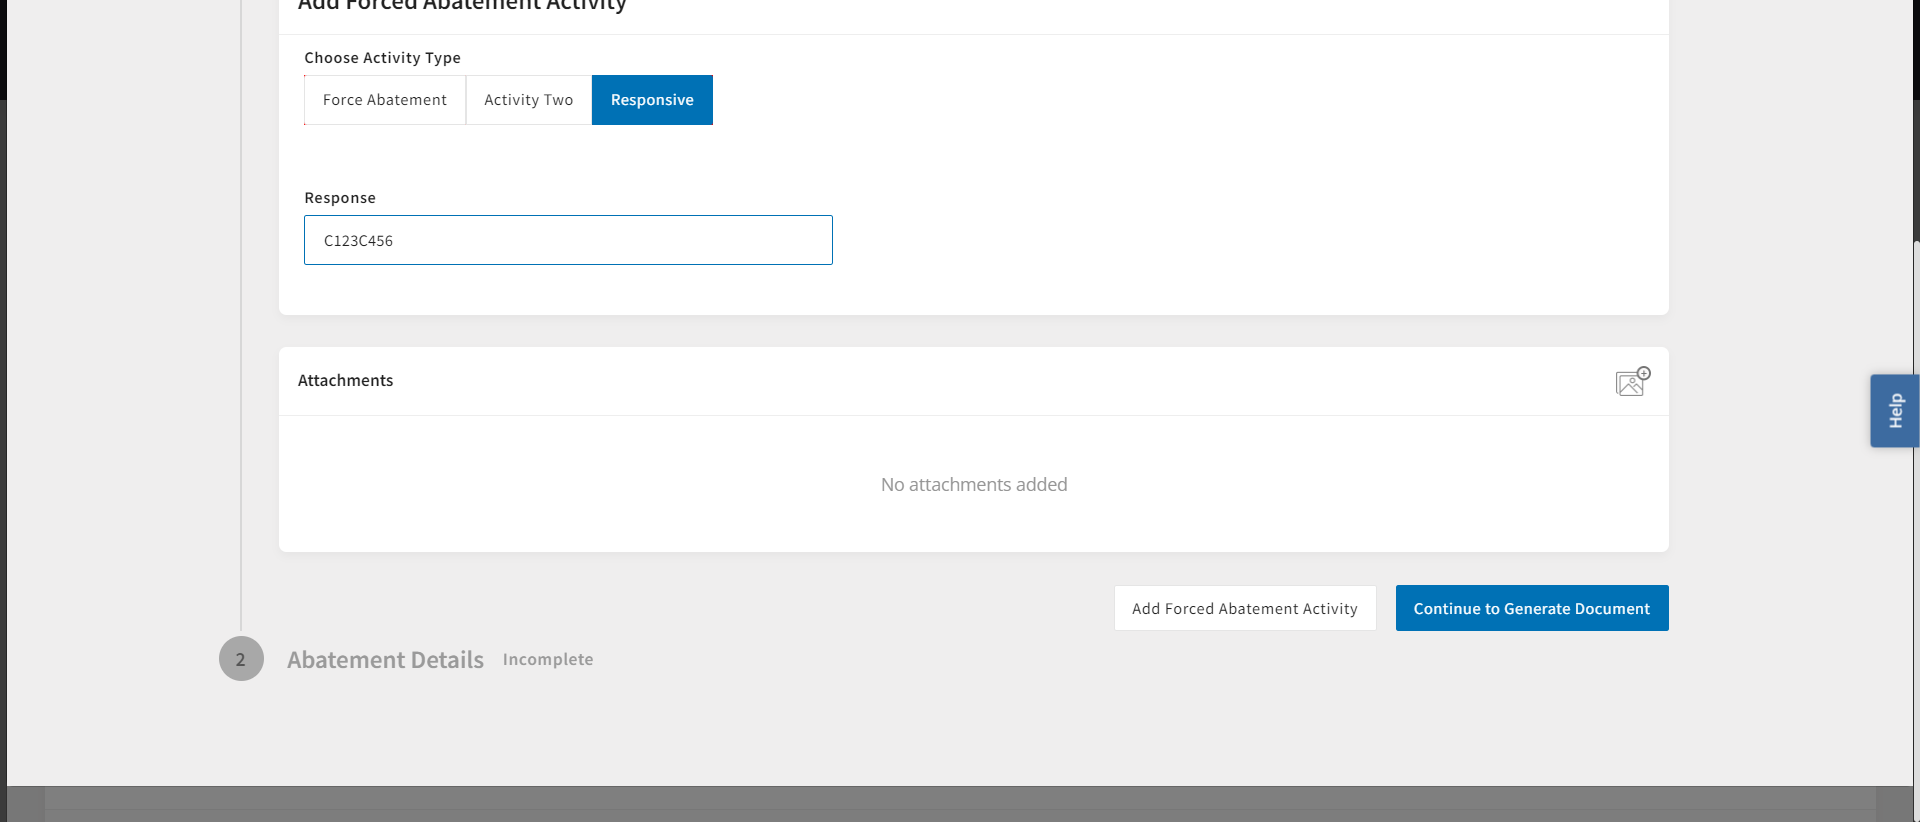 Add Forced Abatement Activity
Choose Activity Type
Force Abatement
Activity Two
Responsive
Response
C123C456
Attachments
No attachments added
Help
Add Forced Abatement Activity
Continue to Generate Document
2
Abatement Details
Incomplete